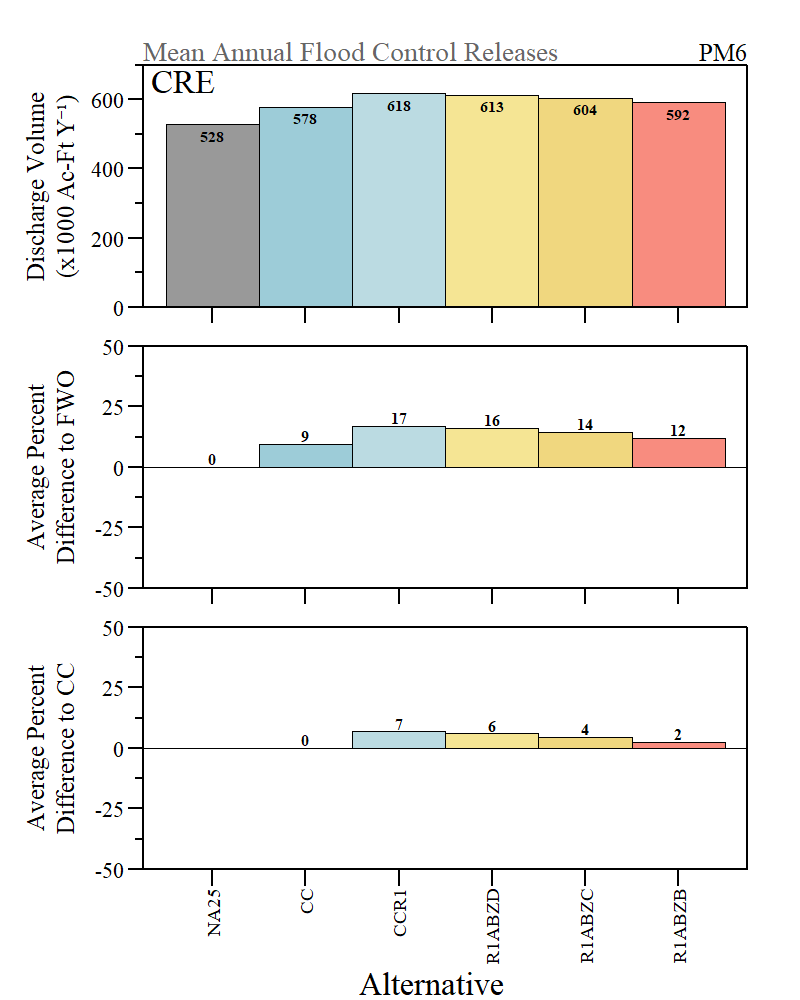 Mean Annual Flood Control Releases
PM6
CRE
Discharge Volume
(x1000 Ac-Ft Y⁻¹)
600
400
200
0
528
578
618
613
604
592
Average Percent
Difference to FWO
50
25
0
-25
-50
0
9
17
16
14
12
Average Percent
Difference to CC
50
25
0
-25
-50
0
7
6
4
2
NA25
CC
CCR1
R1ABZD
R1ABZC
R1ABZB
Alternative